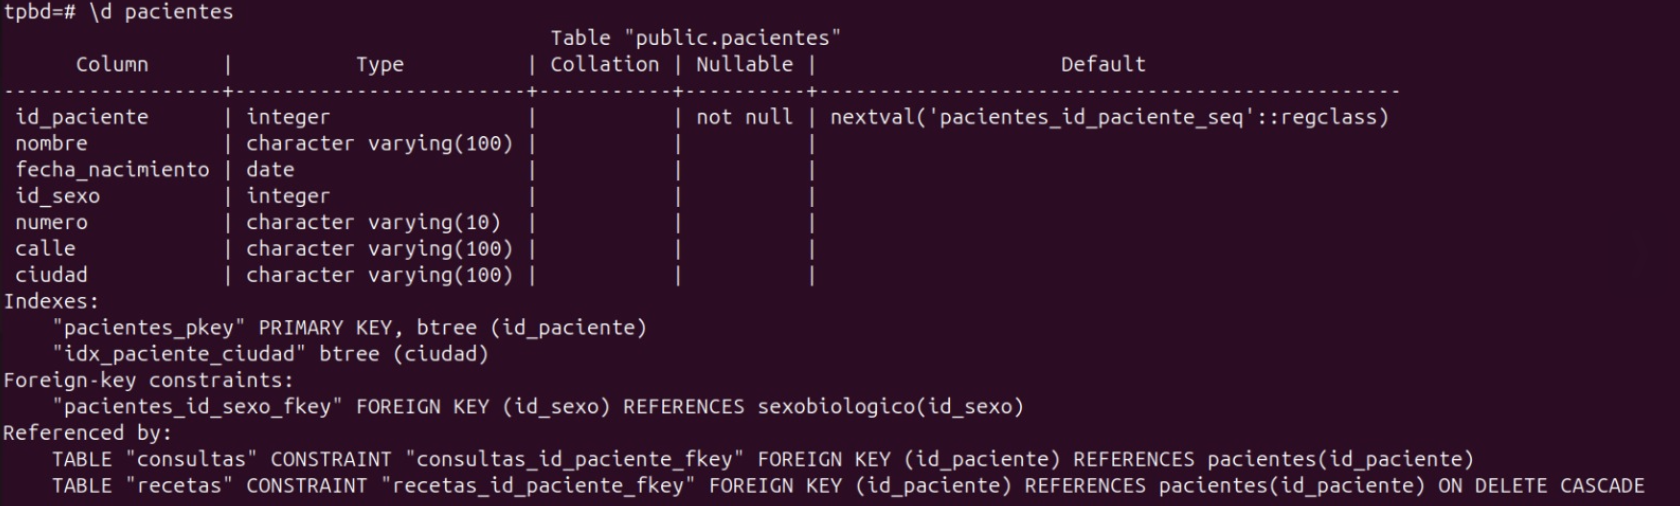 tpbd=# \d pacientes
Table "public.pacientes"
Column | Type | Collation | Nullable | Default
------------------+------------------------+-----------+----------+------------------------------------------------
id_paciente | integer | | not null | nextval('pacientes_id_paciente_seq'::regclass)
nombre | character varying(100) | | |
fecha_nacimiento | date | | |
id_sexo | integer | | |
numero | character varying(10) | | |
calle | character varying(100) | | |
ciudad | character varying(100) | | |
Indexes:
"pacientes_pkey" PRIMARY KEY, btree (id_paciente)
"idx_paciente_ciudad" btree (ciudad)
Foreign-key constraints:
"pacientes_id_sexo_fkey" FOREIGN KEY (id_sexo) REFERENCES sexobiologico(id_sexo)
Referenced by:
TABLE "consultas" CONSTRAINT "consultas_id_paciente_fkey" FOREIGN KEY (id_paciente) REFERENCES pacientes(id_paciente)
TABLE "recetas" CONSTRAINT "recetas_id_paciente_fkey" FOREIGN KEY (id_paciente) REFERENCES pacientes(id_paciente) ON DELETE CASCADE